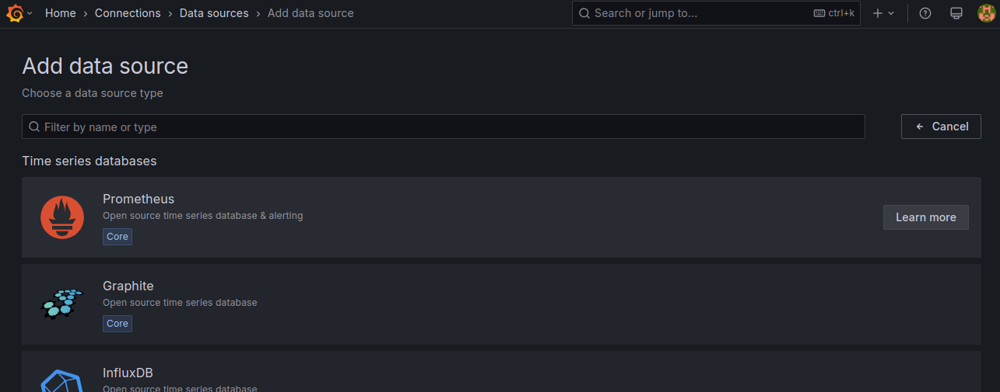 Home › Connections › Data sources › Add data source
Search or jump to...
ctrl+k
Add data source
Choose a data source type
Filter by name or type
Cancel
Time series databases
Prometheus
Open source time series database & alerting
Core
Learn more
Graphite
Open source time series database
Core
InfluxDB
Open source time series database